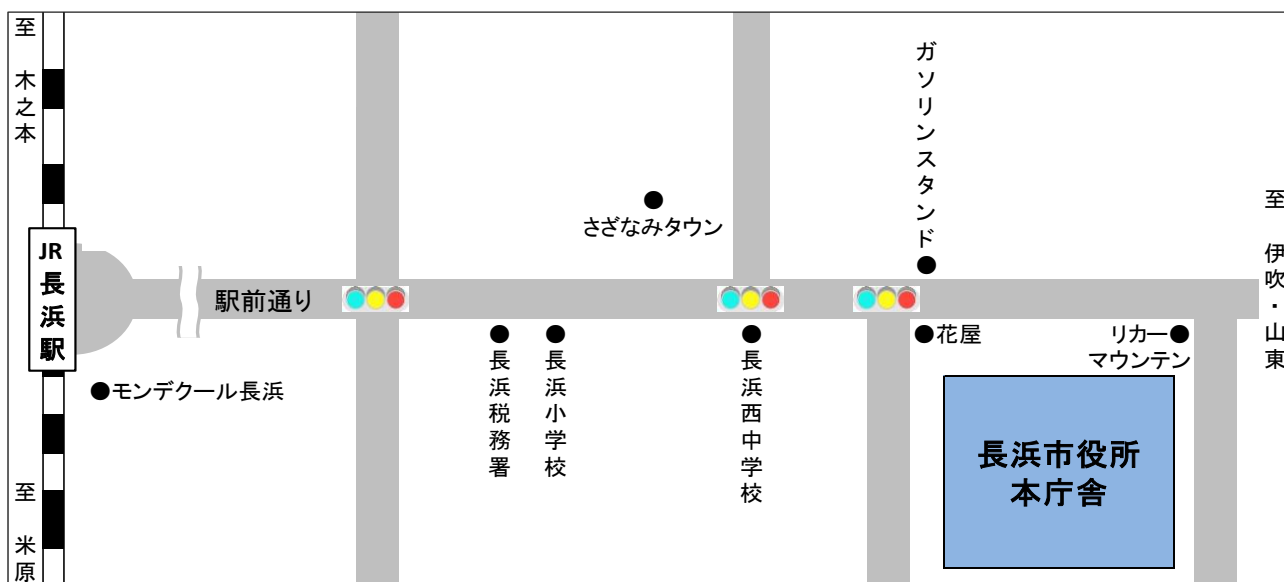 至 木之本
JR長浜駅
至 米原
駅前通り
モンデクール長浜
長浜税務署
長浜小学校
さざなみタウン
長浜西中学校
ガソリンスタンド
花屋
リカー
マウンテン
長浜市役所
本庁舎
至 伊吹・山東